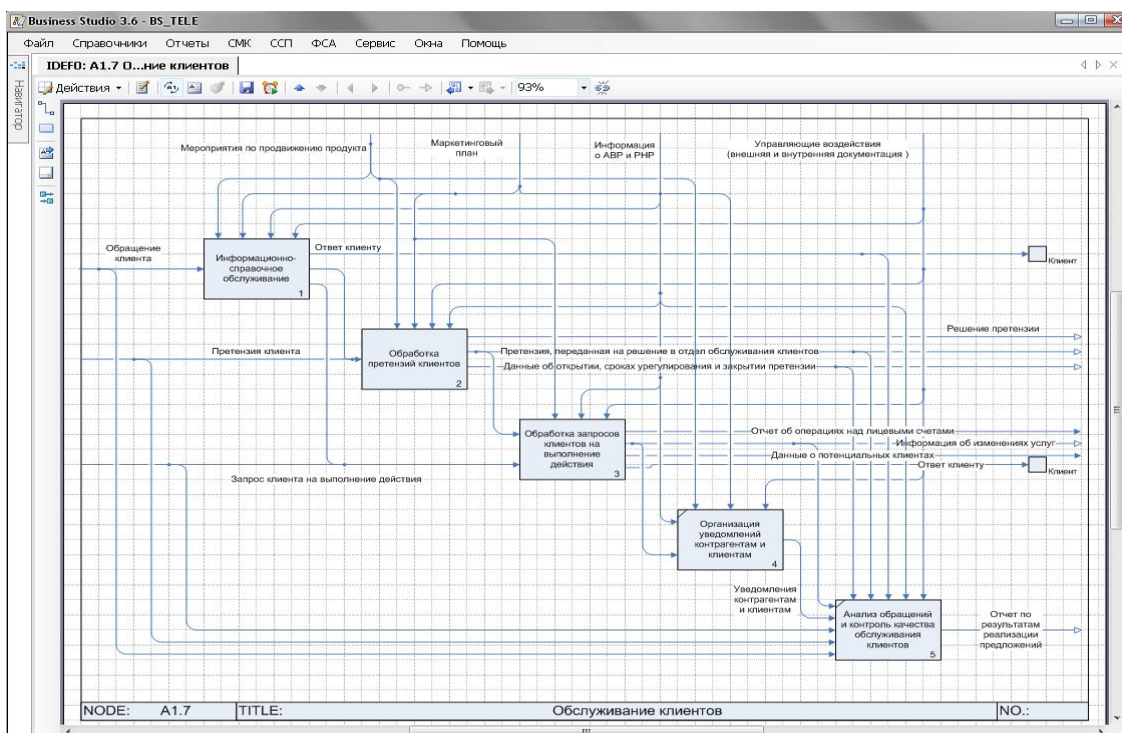 Business Studio 3.6 - BS_TELE
Файл Справочники Отчеты СМК ССП ФСА Сервис Окна Помощь
IDEF0: A1.7 О...ние клиентов
Навигатор
Действия
93%
Мероприятия по продвижению продукта
Маркетинговый
план
Информация
о АВР и РНР
Управляющие воздействия
(внешняя и внутренняя документация )
Обращение
клиента
Информационно-
справочное
обслуживание
1
Ответ клиенту
Клиент
Претензия клиента
Обработка
претензий клиентов
2
Решение претензии
Претензия, переданная на решение в отдел обслуживания клиентов
Данные об открытии, сроках урегулирования и закрытии претензии
Обработка запросов
клиентов на
выполнение
действия
3
Отчет об операциях над лицевыми счетами
Информация об изменениях услуг
Данные о потенциальных клиентах
Ответ клиенту
Клиент
Запрос клиента на выполнение действия
Организация
уведомлений
контрагентам и
клиентам
4
Уведомления
контрагентам
и клиентам
Анализ обращений
и контроль качества
обслуживания
клиентов
5
Отчет по
результатам
реализации
предложений
NODE: A1.7 TITLE: Обслуживание клиентов NO.: